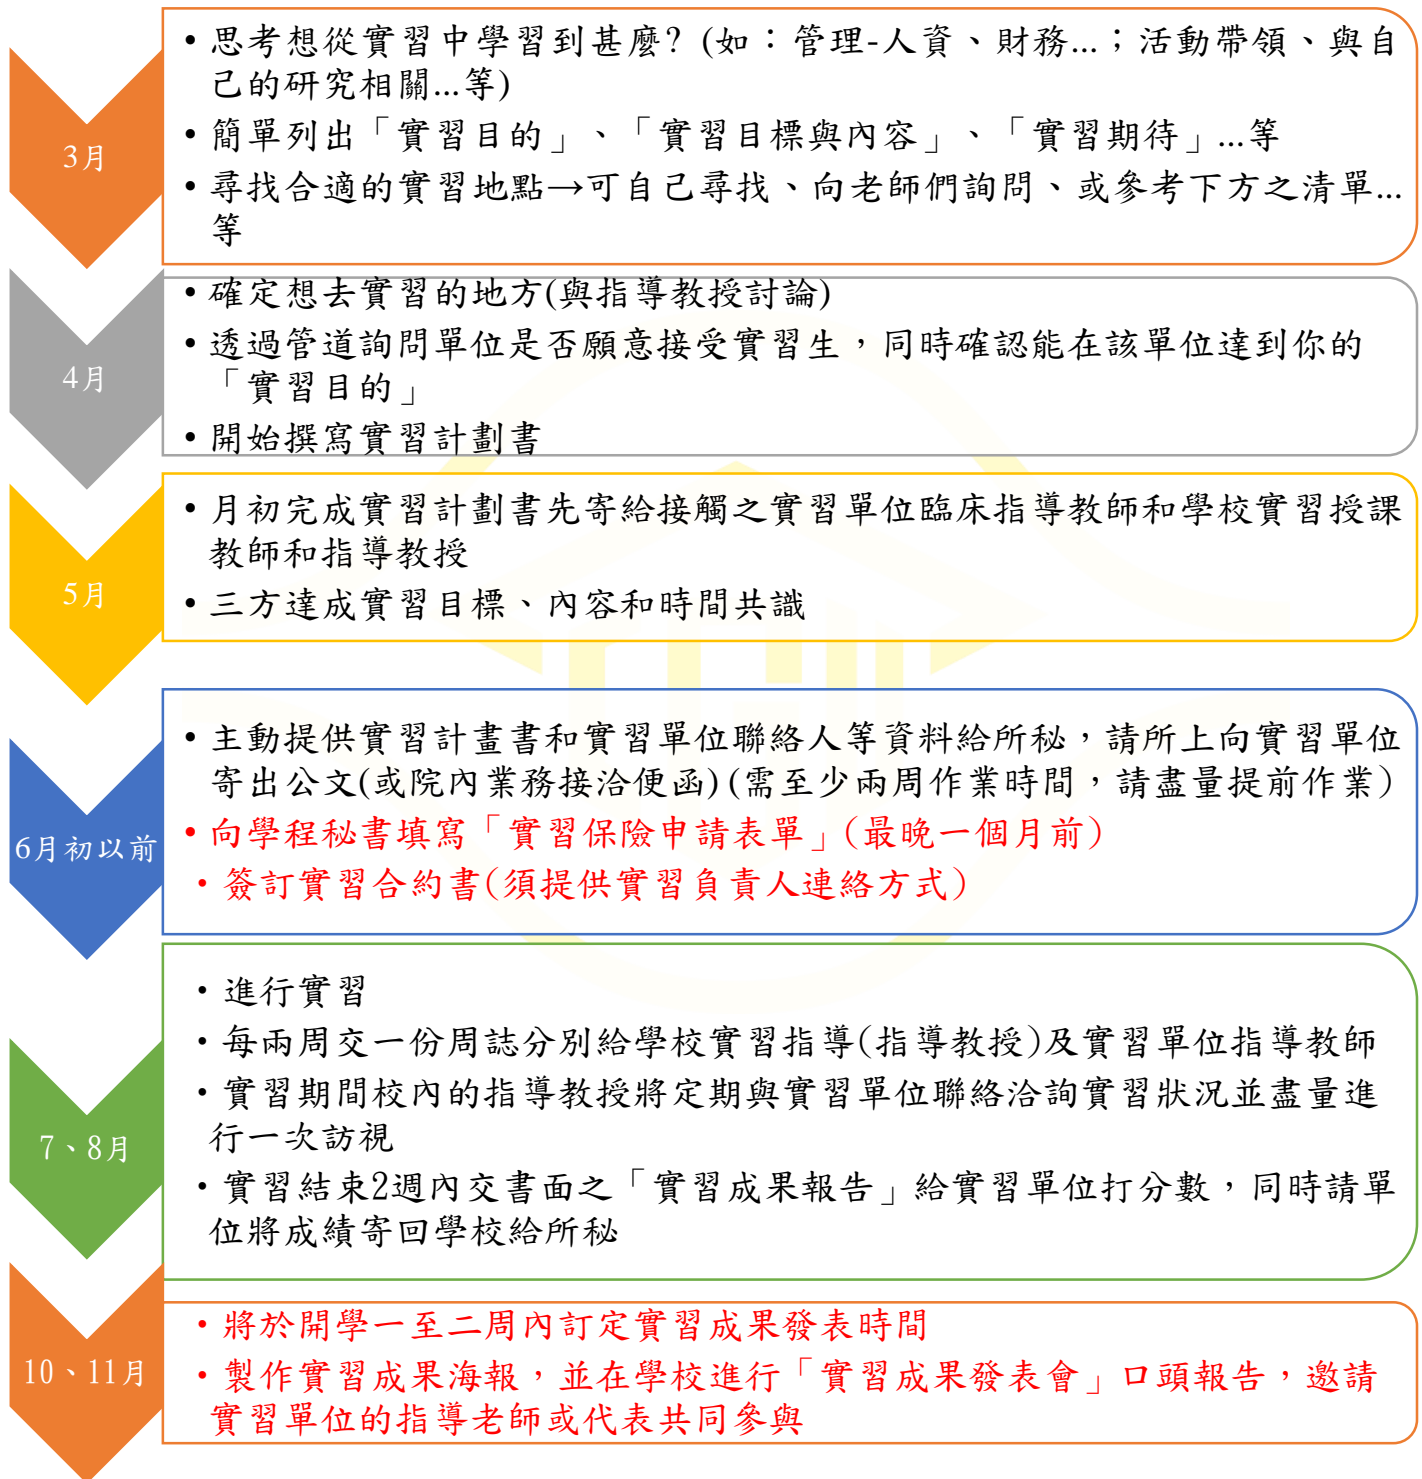 3月
•思考想從實習中學習到甚麼? (如：管理-人資、財務...；活動帶領、與自
己的研究相關...等)
•簡單列出「實習目的」、「實習目標與內容」、「實習期待」...等
•尋找合適的實習地點→可自己尋找、向老師們詢問、或參考下方之清單...
等
4月
•確定想去實習的地方(與指導教授討論)
•透過管道詢問單位是否願意接受實習生，同時確認能在該單位達到你的
「實習目的」
•開始撰寫實習計劃書
5月
•月初完成實習計劃書先寄給接觸之實習單位臨床指導教師和學校實習授課
教師和指導教授
•三方達成實習目標、內容和時間共識
6月初以前
•主動提供實習計畫書和實習單位聯絡人等資料給所秘，請所上向實習單位
寄出公文(或院內業務接洽便函)(需至少兩周作業時間，請盡量提前作業)
•向學程秘書填寫「實習保險申請表單」(最晚一個月前)
•簽訂實習合約書(須提供實習負責人連絡方式)
7、8月
•進行實習
•每兩周交一份周誌分別給學校實習指導(指導教授)及實習單位指導教師
•實習期間校內的指導教授將定期與實習單位聯絡洽詢實習狀況並盡量進
行一次訪視
•實習結束2週內交書面之「實習成果報告」給實習單位打分數，同時請單
位將成績寄回學校給所秘
10、11月
•將於開學一至二周內訂定實習成果發表時間
•製作實習成果海報，並在學校進行「實習成果發表會」口頭報告，邀請
實習單位的指導老師或代表共同參與